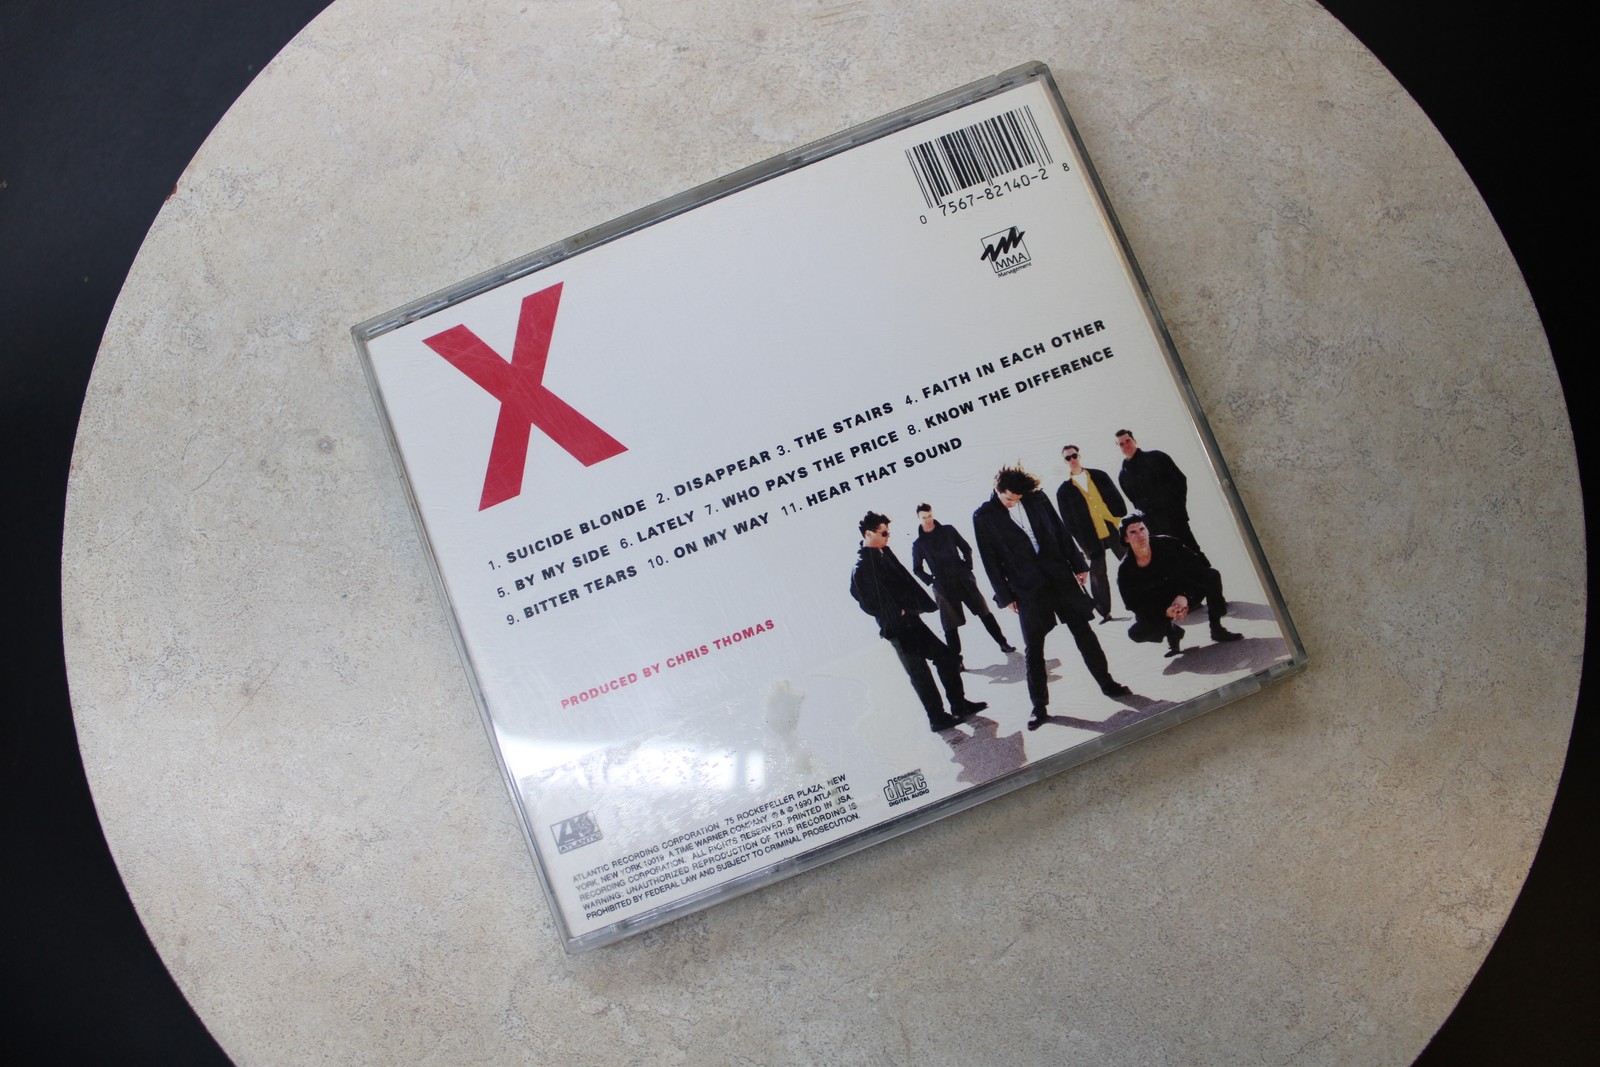 0 7567-82140-2 8
MMA
Management
X
1. SUICIDE BLONDE 2. DISAPPEAR 3. THE STAIRS 4. FAITH IN EACH OTHER
5. BY MY SIDE 6. LATELY 7. WHO PAYS THE PRICE 8. KNOW THE DIFFERENCE
9. BITTER TEARS 10. ON MY WAY 11. HEAR THAT SOUND
PRODUCED BY CHRIS THOMAS
COMPACT
disc
DIGITAL AUDIO
ATLANTIC
ATLANTIC RECORDING CORPORATION, 75 ROCKEFELLER PLAZA, NEW
YORK, NEW YORK 10019 A TIME WARNER COMPANY. ℗ & © 1990 ATLANTIC
RECORDING CORPORATION. ALL RIGHTS RESERVED. PRINTED IN USA.
WARNING: UNAUTHORIZED REPRODUCTION OF THIS RECORDING IS
PROHIBITED BY FEDERAL LAW AND SUBJECT TO CRIMINAL PROSECUTION.